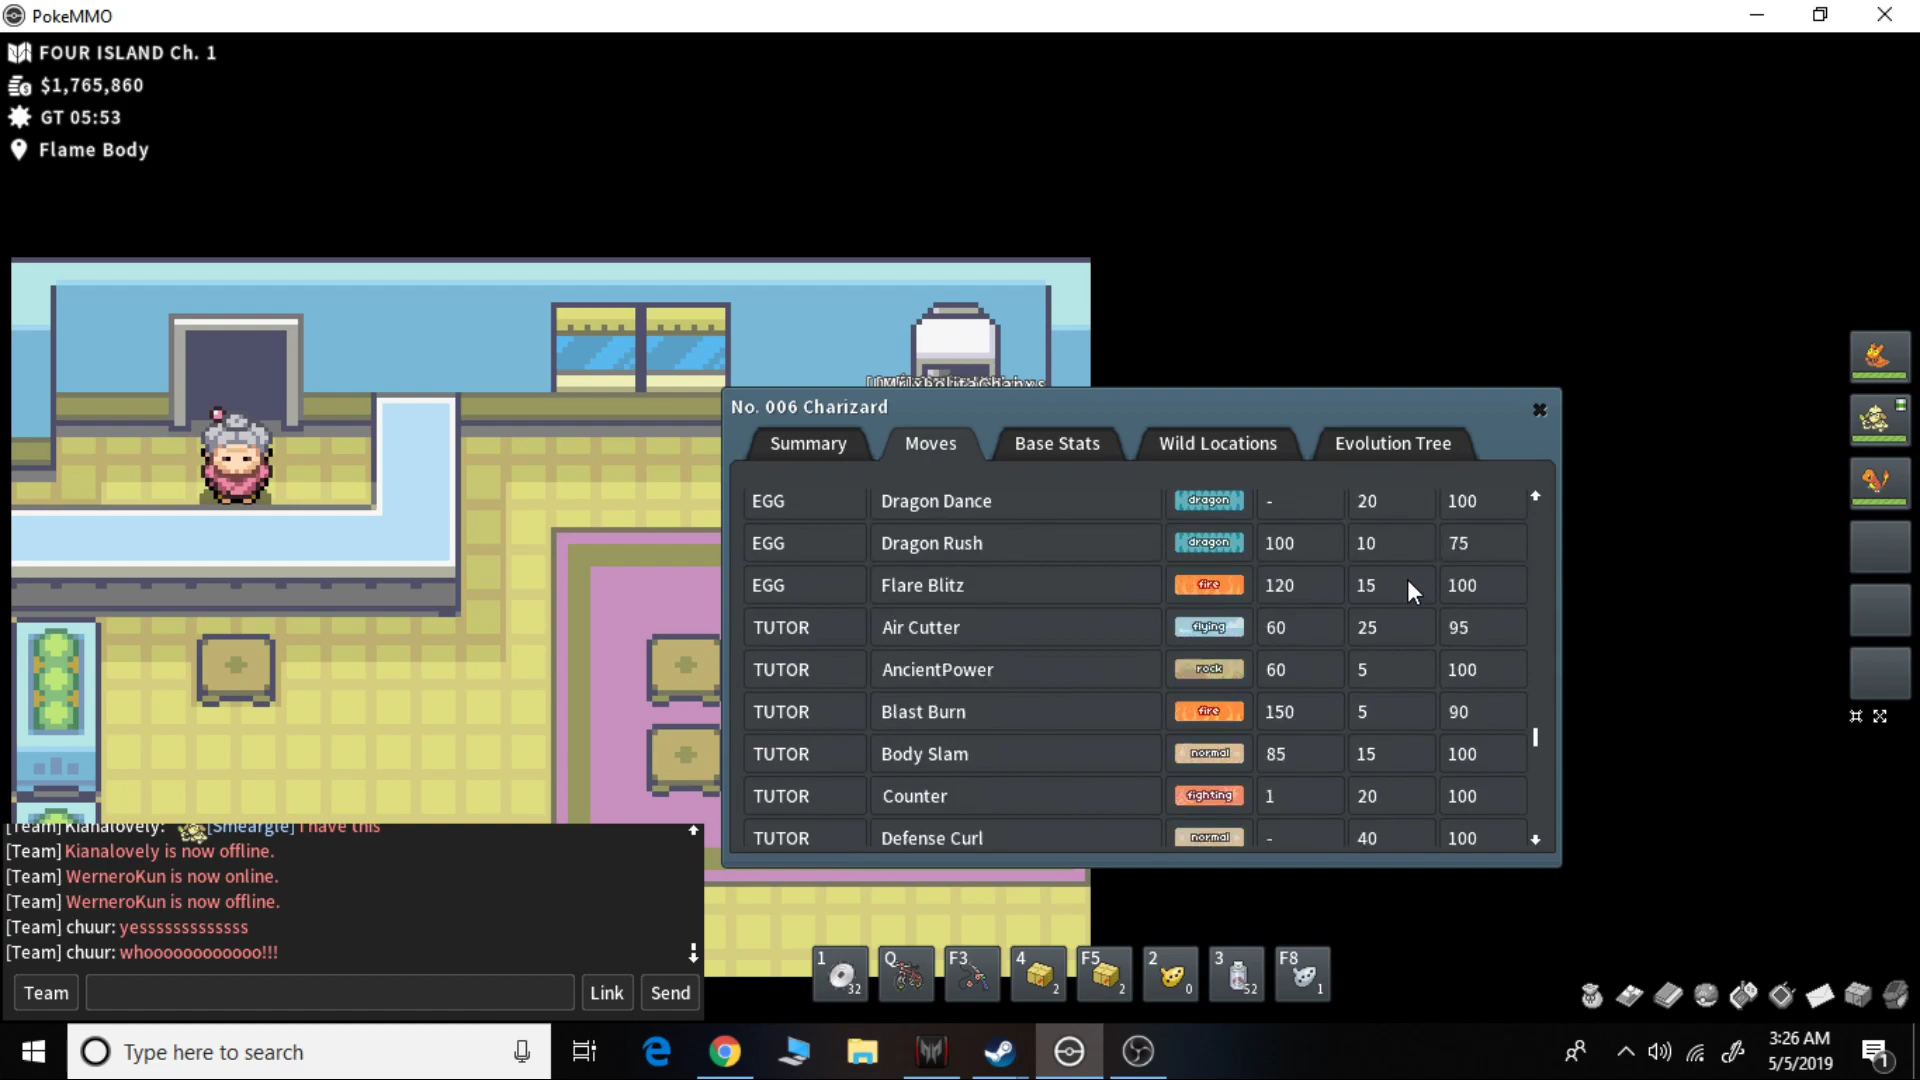 PokeMMO
FOUR ISLAND Ch. 1
$1,765,860
GT 05:53
Flame Body
No. 006 Charizard
Summary Moves Base Stats Wild Locations Evolution Tree
EGG Dragon Dance dragon - 20 100
EGG Dragon Rush dragon 100 10 75
EGG Flare Blitz fire 120 15 100
TUTOR Air Cutter flying 60 25 95
TUTOR AncientPower rock 60 5 100
TUTOR Blast Burn fire 150 5 90
TUTOR Body Slam normal 85 15 100
TUTOR Counter fighting 1 20 100
TUTOR Defense Curl normal - 40 100
[Team] Kianalovely: [Smeargle] I have this
[Team] Kianalovely is now offline.
[Team] WerneroKun is now online.
[Team] WerneroKun is now offline.
[Team] chuur: yesssssssssssss
[Team] chuur: whoooooooooooo!!!
Team Link Send
1 32 Q F3 4 2 F5 2 2 0 3 52 F8 1
Type here to search
3:26 AM
5/5/2019
1